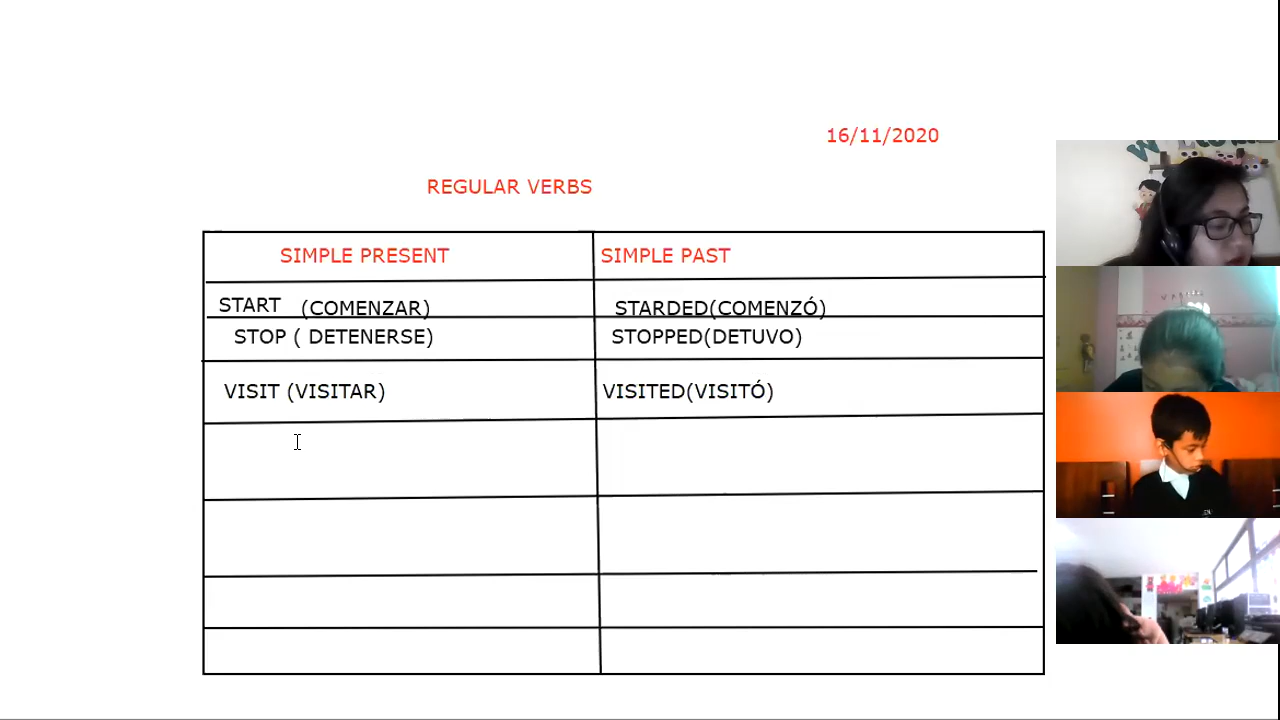 16/11/2020
REGULAR VERBS
SIMPLE PRESENT SIMPLE PAST
START (COMENZAR) STARDED(COMENZÓ)
STOP ( DETENERSE) STOPPED(DETUVO)
VISIT (VISITAR) VISITED(VISITÓ)